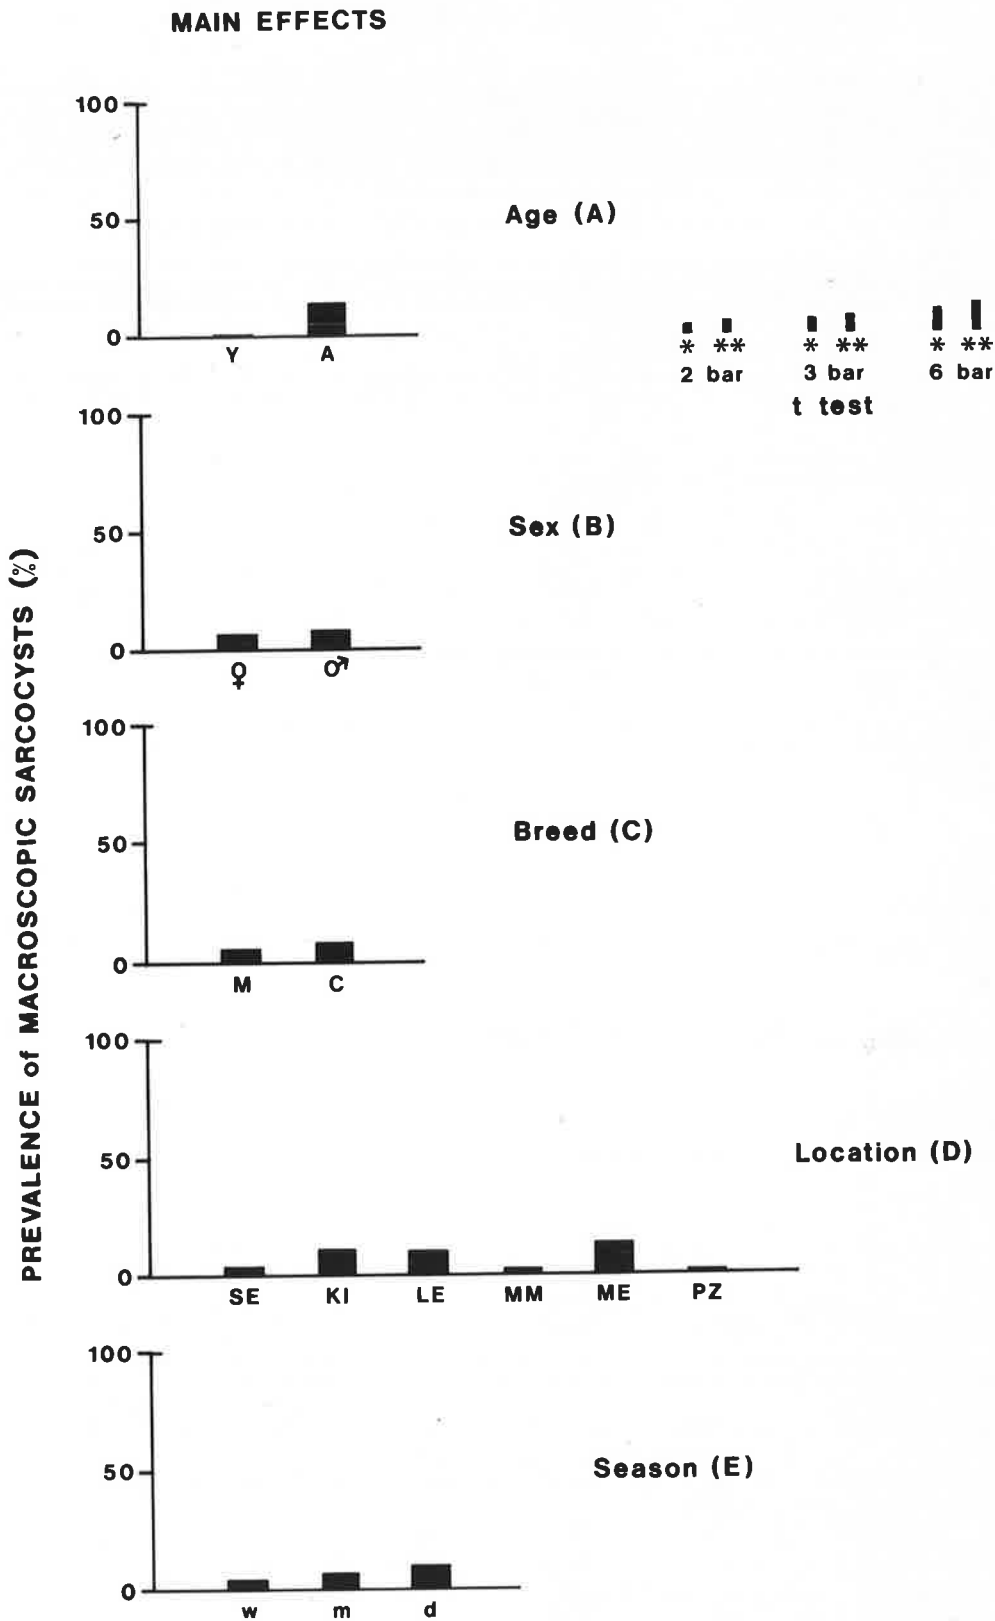 MAIN EFFECTS
PREVALENCE of MACROSCOPIC SARCOCYSTS (%)
100
50
0
Y A
Age (A)
* ** * ** * **
2 bar 3 bar 6 bar
t test
100
50
0
♀ ♂
Sex (B)
100
50
0
M C
Breed (C)
100
50
0
SE KI LE MM ME PZ
Location (D)
100
50
0
w m d
Season (E)